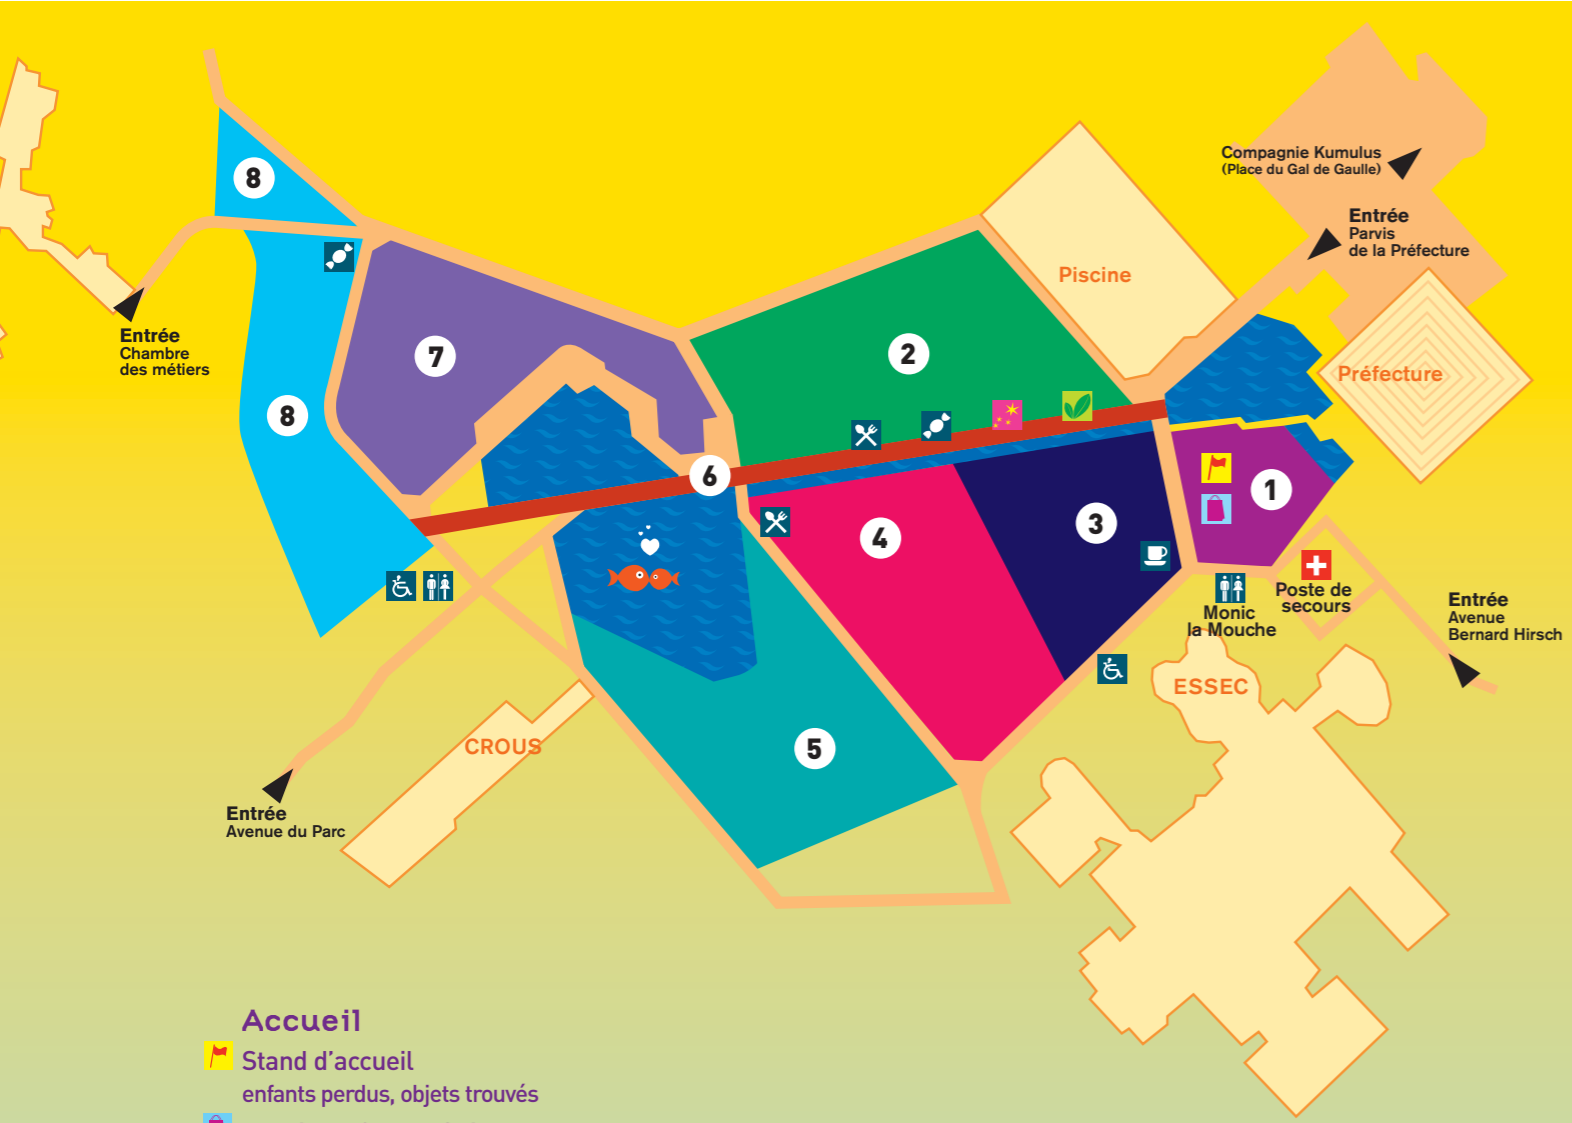 Compagnie Kumulus
(Place du Gal de Gaulle)
8
Entrée
Parvis
de la Préfecture
Piscine
Entrée
Chambre
des métiers
7
2
Préfecture
8
6
1
4
3
Poste de
secours
Monic
la Mouche
Entrée
Avenue
Bernard Hirsch
ESSEC
CROUS
5
Entrée
Avenue du Parc
Accueil
Stand d’accueil
enfants perdus, objets trouvés